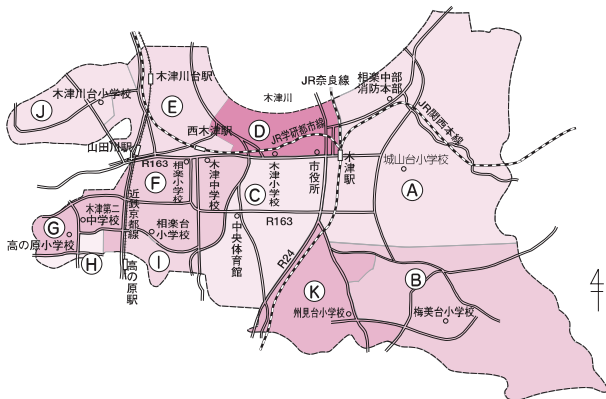 JR奈良線
相楽中部
消防本部
木津川台駅
木津川
木津川台小学校
J
E
D
JR学研都市線
JR関西本線
西木津駅
山田川駅
R163
相楽小学校
木津中学校
木津小学校
市役所
木津駅
城山台小学校
F
C
A
近鉄京都線
木津第二
中学校
G
相楽台
小学校
R163
中央体育館
高の原小学校
H
I
高の原駅
R24
K
B
州見台小学校
梅美台小学校
4